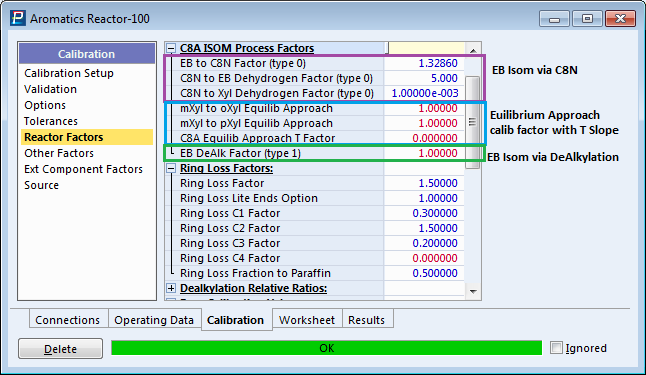 Aromatics Reactor-100
Calibration
Calibration Setup
Validation
Options
Tolerances
Reactor Factors
Other Factors
Ext Component Factors
Source
C8A ISOM Process Factors
EB to C8N Factor (type 0) 1.32860
C8N to EB Dehydrogen Factor (type 0) 5.000
C8N to Xyl Dehydrogen Factor (type 0) 1.00000e-003
mXyl to oXyl Equilib Approach 1.00000
mXyl to pXyl Equilib Approach 1.00000
C8A Equilib Approach T Factor 0.000000
EB DeAlk Factor (type 1) 1.00000
Ring Loss Factors:
Ring Loss Factor 1.50000
Ring Loss Lite Ends Option 1.00000
Ring Loss C1 Factor 0.300000
Ring Loss C2 Factor 1.50000
Ring Loss C3 Factor 0.200000
Ring Loss C4 Factor 0.000000
Ring Loss Fraction to Paraffin 0.500000
Dealkylation Relative Ratios:
EB Isom via C8N
Euilibrium Approach
calib factor with T Slope
EB Isom via DeAlkylation
Connections Operating Data Calibration Worksheet Results
Delete OK Ignored